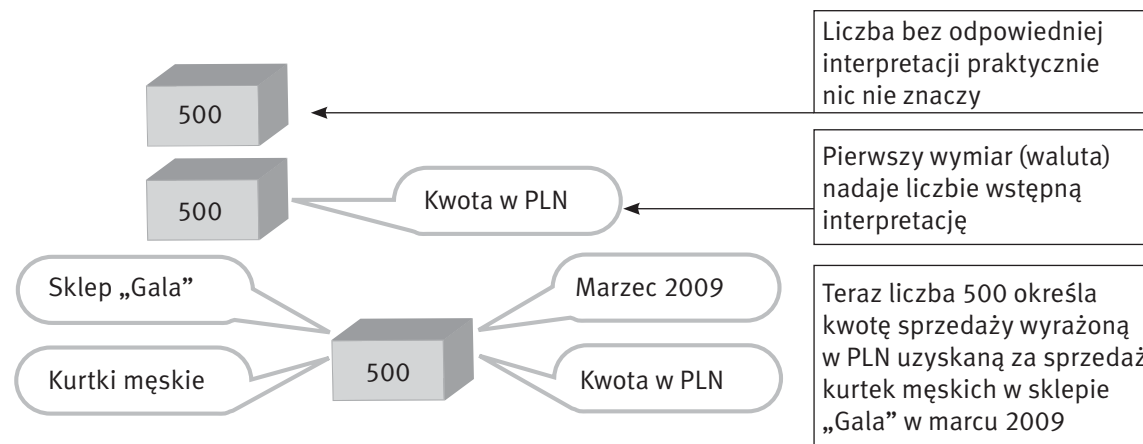 500
Liczba bez odpowiedniej
interpretacji praktycznie
nic nie znaczy
500
Kwota w PLN
Pierwszy wymiar (waluta)
nadaje liczbie wstępną
interpretację
Sklep „Gala”
Marzec 2009
Kurtki męskie
500
Kwota w PLN
Teraz liczba 500 określa
kwotę sprzedaży wyrażoną
w PLN uzyskaną za sprzedaż
kurtek męskich w sklepie
„Gala” w marcu 2009